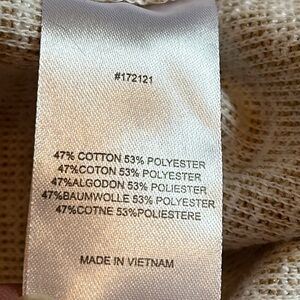 #172121
47% COTTON 53% POLYESTER
47%COTON 53% POLYESTER
47%ALGODON 53% POLIESTER
47%BAUMWOLLE 53% POLYESTER
47%COTNE 53%POLIESTERE
MADE IN VIETNAM